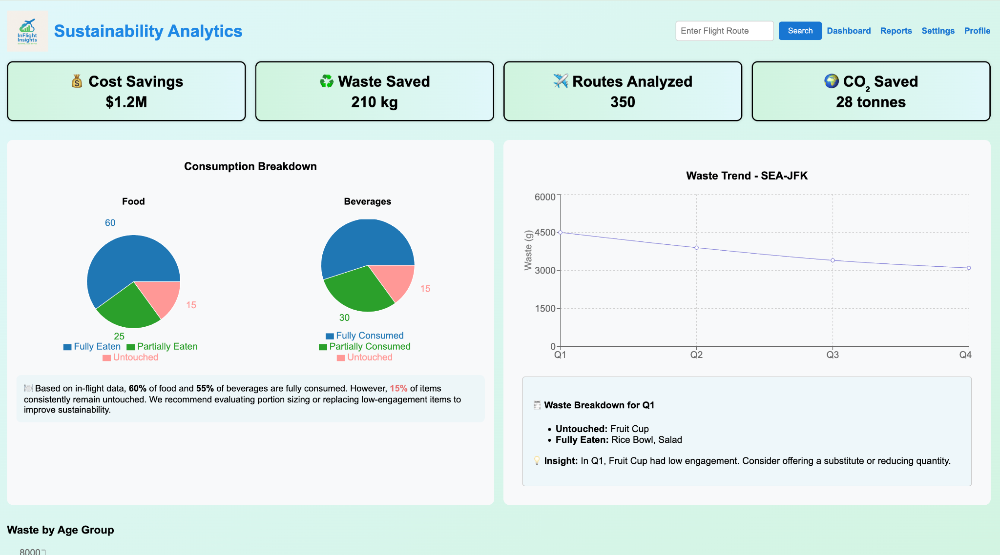 InFlight
Insights
Sustainability Analytics
Enter Flight Route
Search
Dashboard
Reports
Settings
Profile
💰 Cost Savings
$1.2M
♻️ Waste Saved
210 kg
✈️ Routes Analyzed
350
🌍 CO₂ Saved
28 tonnes
Consumption Breakdown
Food
60
15
25
Fully Eaten
Partially Eaten
Untouched
Beverages
15
30
Fully Consumed
Partially Consumed
Untouched
🍽️ Based on in-flight data, 60% of food and 55% of beverages are fully consumed. However, 15% of items
consistently remain untouched. We recommend evaluating portion sizing or replacing low-engagement items to
improve sustainability.
Waste Trend - SEA-JFK
6000
4500
3000
1500
0
Waste (g)
Q1
Q2
Q3
Q4
🧾 Waste Breakdown for Q1
• Untouched: Fruit Cup
• Fully Eaten: Rice Bowl, Salad
💡 Insight: In Q1, Fruit Cup had low engagement. Consider offering a substitute or reducing quantity.
Waste by Age Group
8000